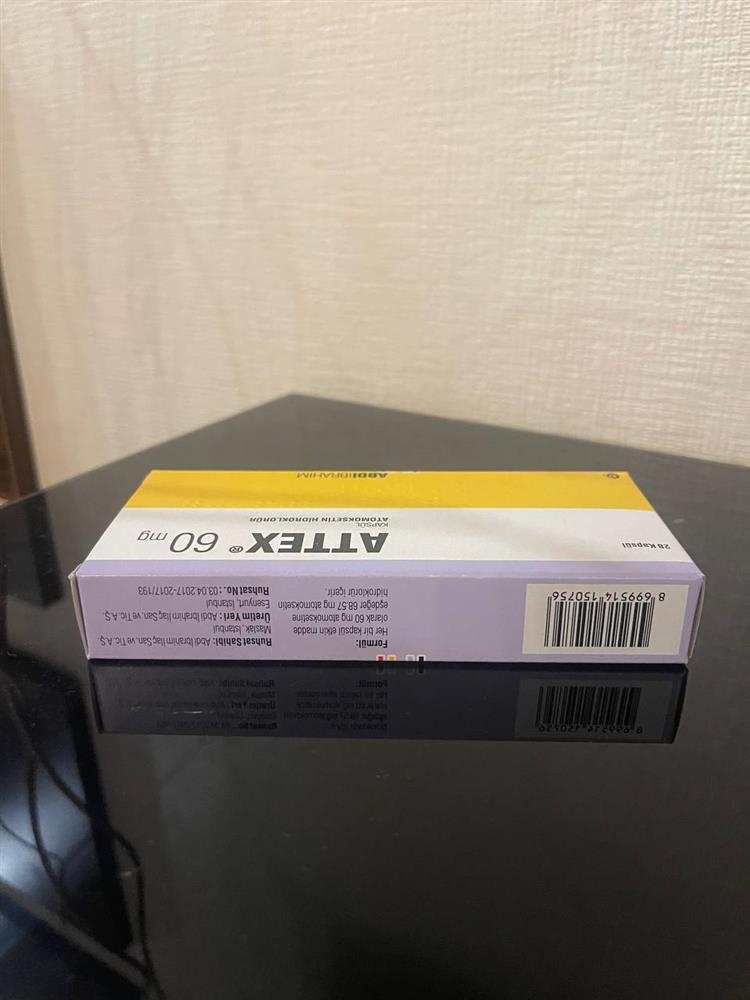 ABDİ İBRAHİM
ATTEX® 60 mg
KAPSÜL
ATOMOKSETİN HİDROKLORÜR
28 Kapsül
Formül:
Her bir kapsül etkin madde
olarak 60 mg atomoksetine
eşdeğer 68.57 mg atomoksetin
hidroklorür içerir.
Ruhsat Sahibi: Abdi İbrahim İlaç San. ve Tic. A.Ş.
Maslak, İstanbul
Üretim Yeri: Abdi İbrahim İlaç San. ve Tic. A.Ş.
Esenyurt, İstanbul
Ruhsat No.: 03.04.2017-2017/193
8 699514 150756